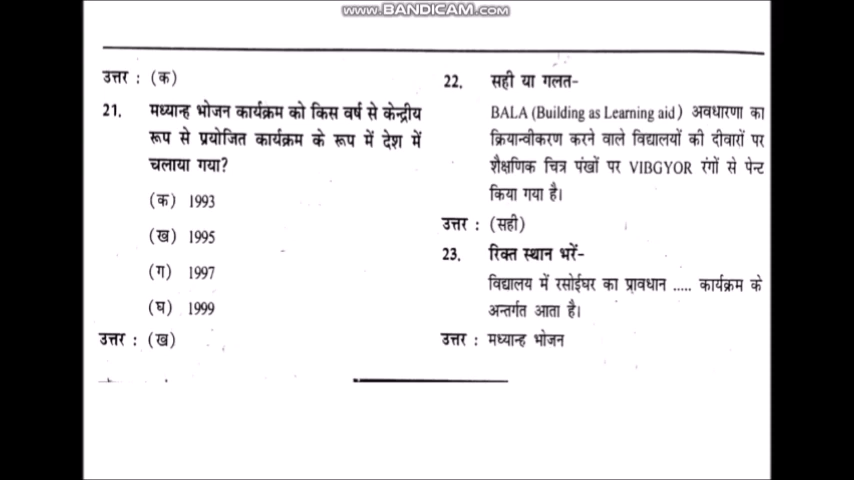 www.BANDICAM.com
उत्तर : (क)
21. मध्यान्ह भोजन कार्यक्रम को किस वर्ष से केन्द्रीय
रूप से प्रयोजित कार्यक्रम के रूप में देश में
चलाया गया?
(क) 1993
(ख) 1995
(ग) 1997
(घ) 1999
उत्तर : (ख)
22. सही या गलत-
BALA (Building as Learning aid) अवधारणा का
क्रियान्वीकरण करने वाले विद्यालयों की दीवारों पर
शैक्षणिक चित्र पंखों पर VIBGYOR रंगों से पेन्ट
किया गया है।
उत्तर : (सही)
23. रिक्त स्थान भरें-
विद्यालय में रसोईघर का प्रावधान ..... कार्यक्रम के
अन्तर्गत आता है।
उत्तर : मध्यान्ह भोजन